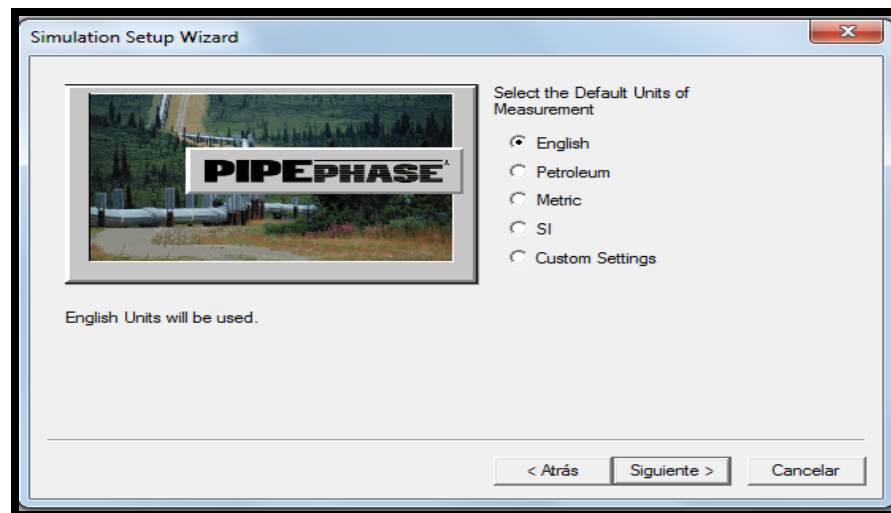 Simulation Setup Wizard
Select the Default Units of
Measurement
English
Petroleum
Metric
SI
Custom Settings
PIPEPHASE
English Units will be used.
< Atrás
Siguiente >
Cancelar